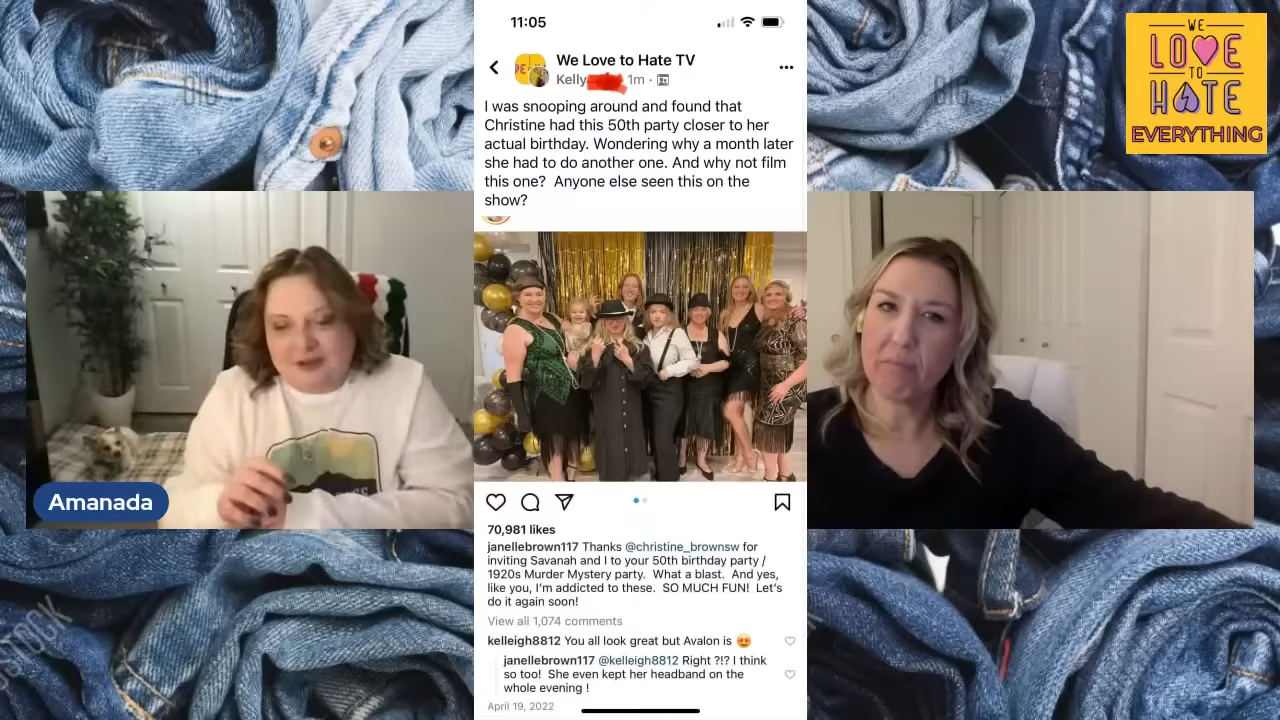 11:05
We Love to Hate TV
Kelly 1m ·
I was snooping around and found that
Christine had this 50th party closer to her
actual birthday. Wondering why a month later
she had to do another one. And why not film
this one?  Anyone else seen this on the
show?
70,981 likes
janellebrown117 Thanks @christine_brownsw for
inviting Savanah and I to your 50th birthday party /
1920s Murder Mystery party.  What a blast.  And yes,
like you, I'm addicted to these.  SO MUCH FUN!  Let's
do it again soon!
View all 1,074 comments
kelleigh8812 You all look great but Avalon is 😍
janellebrown117 @kelleigh8812 Right ?!? I think
so too!  She even kept her headband on the
whole evening !
April 19, 2022
Amanada
WE
LOVE
TO
HATE
EVERYTHING